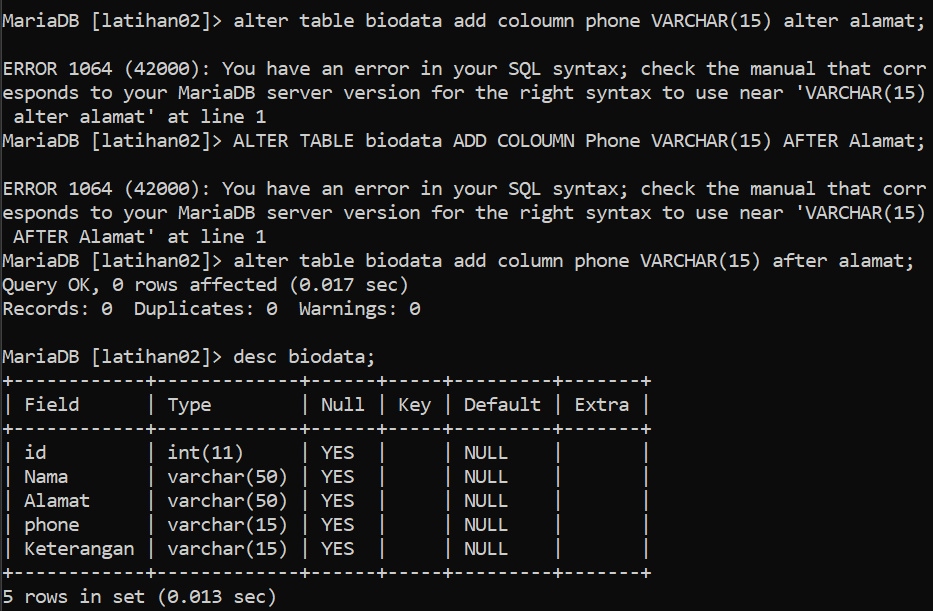 MariaDB [latihan02]> alter table biodata add coloumn phone VARCHAR(15) alter alamat;
ERROR 1064 (42000): You have an error in your SQL syntax; check the manual that corr
esponds to your MariaDB server version for the right syntax to use near 'VARCHAR(15)
 alter alamat' at line 1
MariaDB [latihan02]> ALTER TABLE biodata ADD COLOUMN Phone VARCHAR(15) AFTER Alamat;
ERROR 1064 (42000): You have an error in your SQL syntax; check the manual that corr
esponds to your MariaDB server version for the right syntax to use near 'VARCHAR(15)
 AFTER Alamat' at line 1
MariaDB [latihan02]> alter table biodata add column phone VARCHAR(15) after alamat;
Query OK, 0 rows affected (0.017 sec)
Records: 0  Duplicates: 0  Warnings: 0
MariaDB [latihan02]> desc biodata;
+------------+-------------+------+-----+---------+-------+
| Field      | Type        | Null | Key | Default | Extra |
+------------+-------------+------+-----+---------+-------+
| id         | int(11)     | YES  |     | NULL    |       |
| Nama       | varchar(50) | YES  |     | NULL    |       |
| Alamat     | varchar(50) | YES  |     | NULL    |       |
| phone      | varchar(15) | YES  |     | NULL    |       |
| Keterangan | varchar(15) | YES  |     | NULL    |       |
+------------+-------------+------+-----+---------+-------+
5 rows in set (0.013 sec)